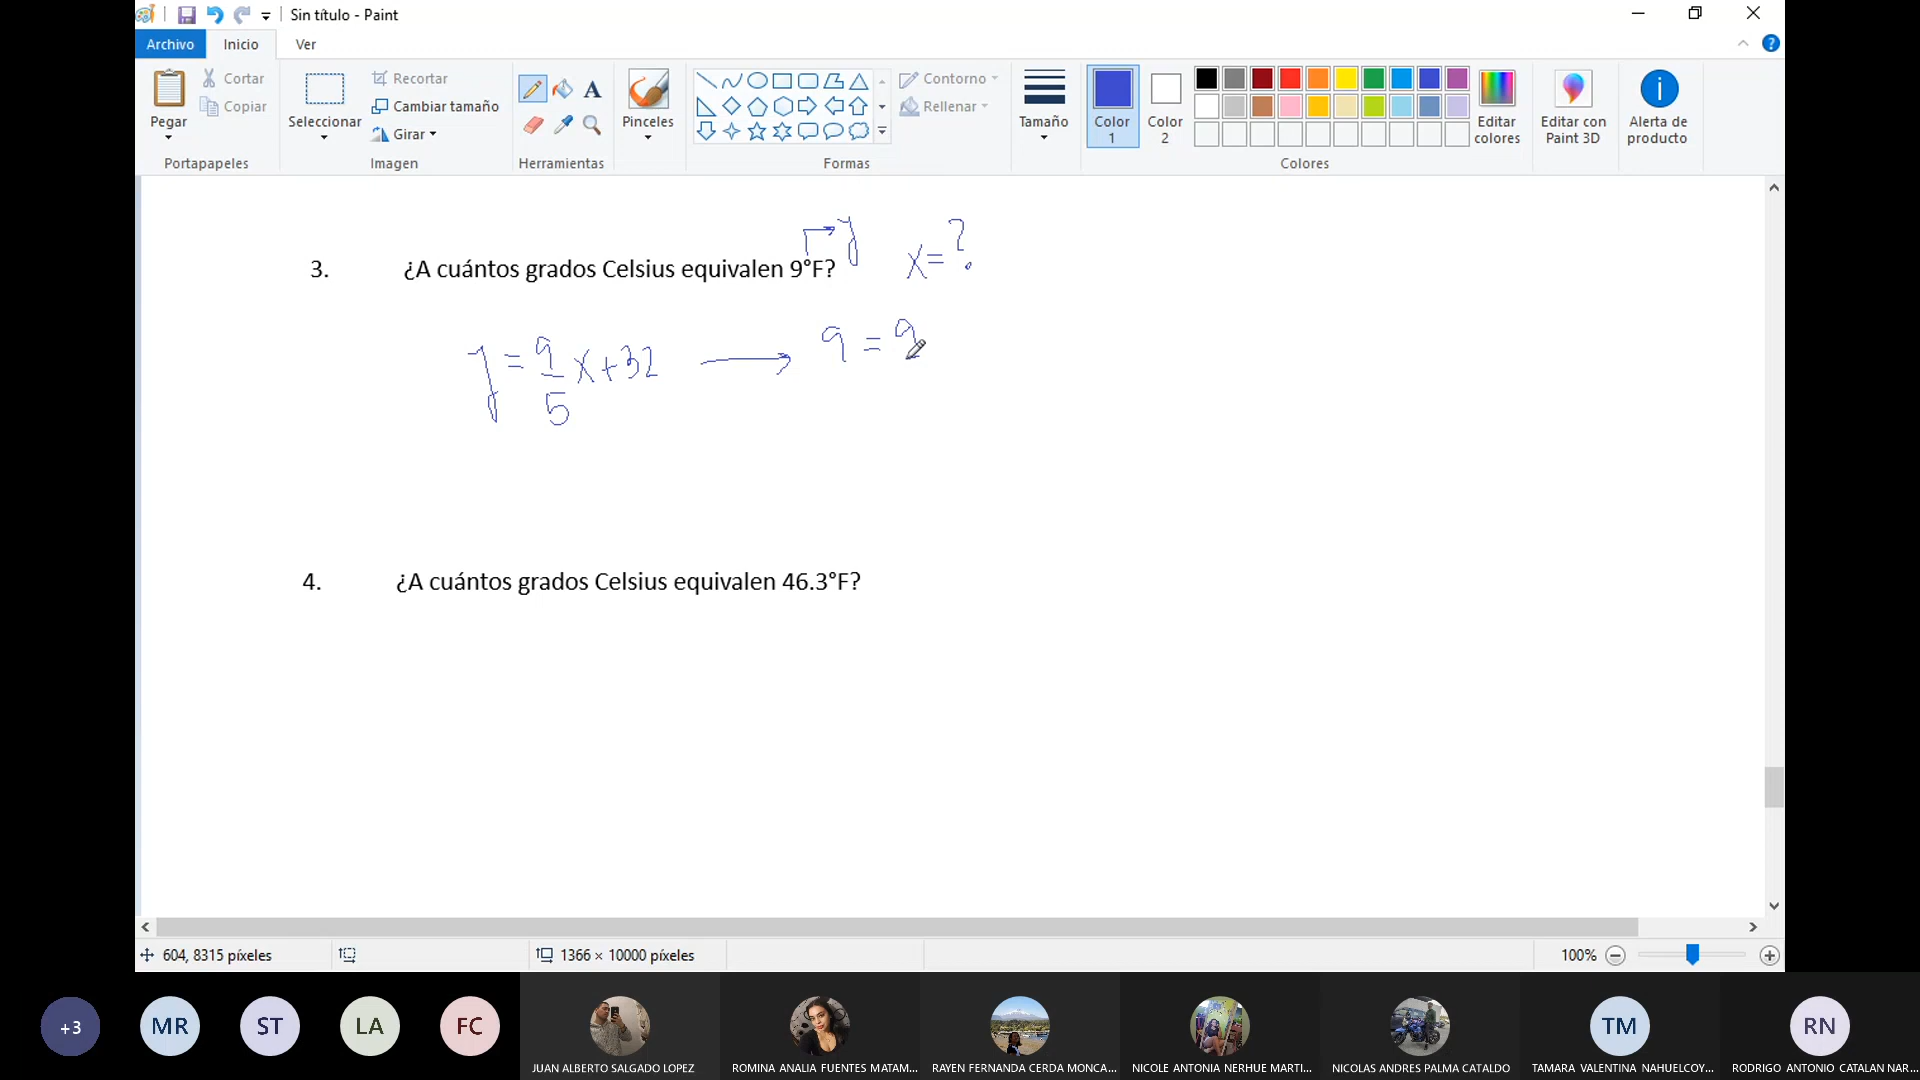 Sin título - Paint
Archivo
Inicio
Ver
Pegar
Cortar
Copiar
Portapapeles
Seleccionar
Recortar
Cambiar tamaño
Girar
Imagen
A
Herramientas
Pinceles
Formas
Contorno
Rellenar
Tamaño
Color 1
Color 2
Editar colores
Colores
Editar con Paint 3D
Alerta de producto
y x=?
3. ¿A cuántos grados Celsius equivalen 9°F?
y = 9/5 x + 32 → 9 = 9
4. ¿A cuántos grados Celsius equivalen 46.3°F?
604, 8315 píxeles
1366 × 10000 píxeles
100%
+3
MR
ST
LA
FC
TM
RN
JUAN ALBERTO SALGADO LOPEZ
ROMINA ANALIA FUENTES MATAM...
RAYEN FERNANDA CERDA MONCA...
NICOLE ANTONIA NERHUE MARTI...
NICOLAS ANDRES PALMA CATALDO
TAMARA VALENTINA NAHUELCOY...
RODRIGO ANTONIO CATALAN NAR...